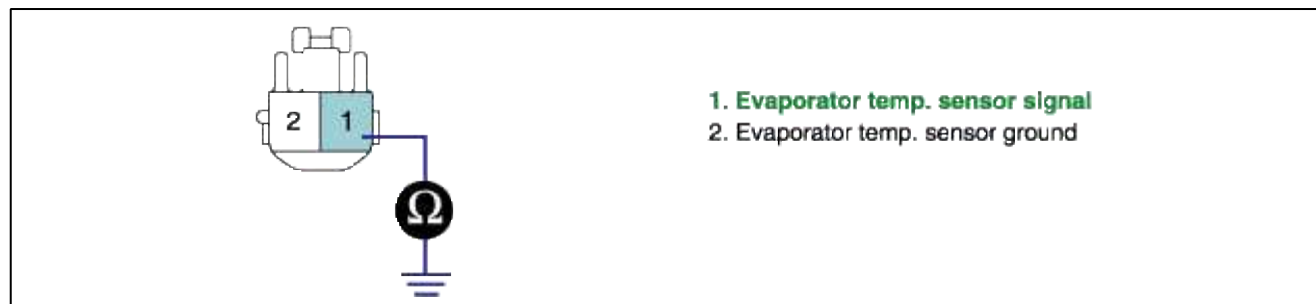 2 1
Ω
1. Evaporator temp. sensor signal
2. Evaporator temp. sensor ground